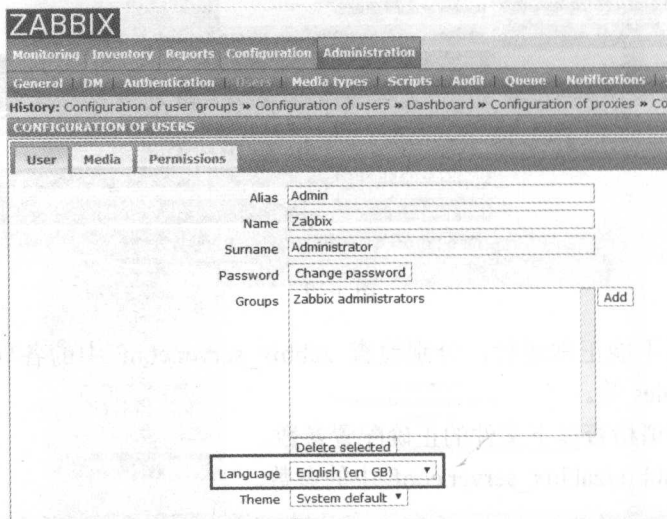 ZABBIX
Monitoring Inventory Reports Configuration Administration
General DM Authentication Users Media types Scripts Audit Queue Notifications
History: Configuration of user groups » Configuration of users » Dashboard » Configuration of proxies » Co
CONFIGURATION OF USERS
User Media Permissions
Alias Admin
Name Zabbix
Surname Administrator
Password Change password
Groups Zabbix administrators Add
Delete selected
Language English (en_GB)
Theme System default